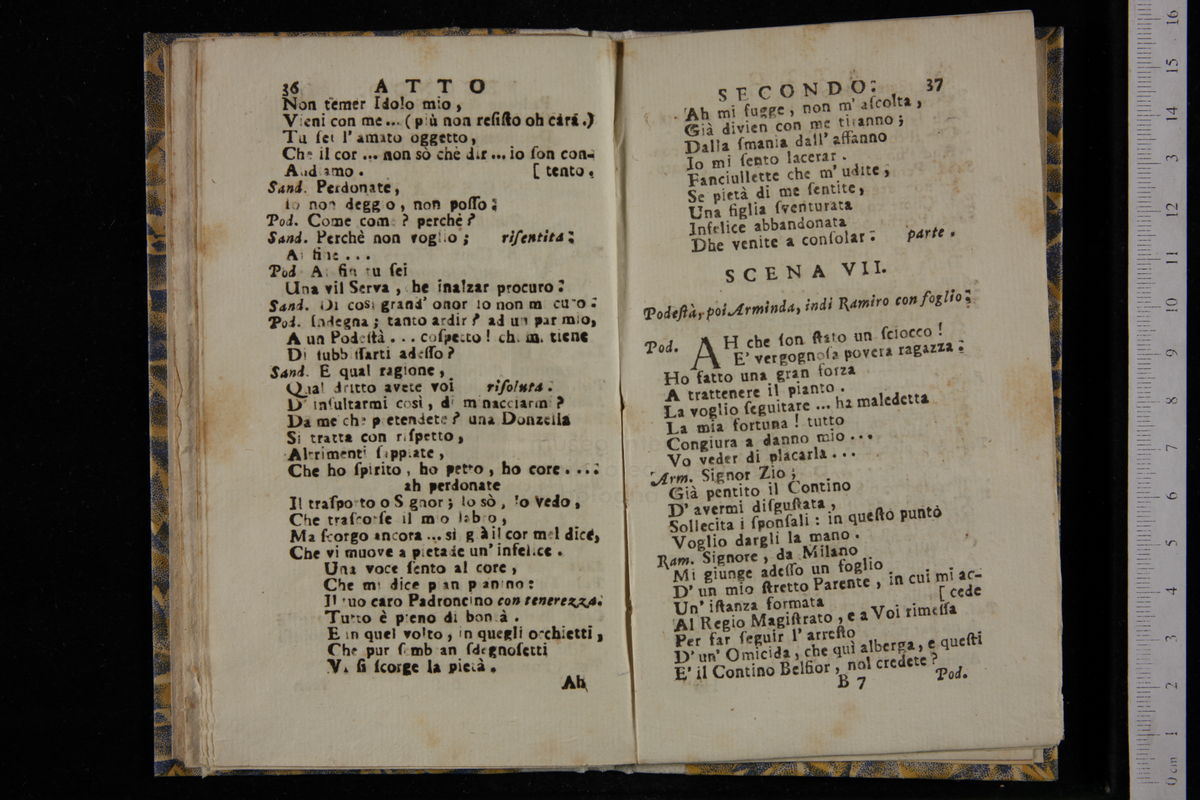 36 ATTO
Non temer Idolo mio,
Vieni con me... (più non resisto oh cara.)
Tu sei l'amato oggetto,
Che il cor ... non sò che dir ... io son con-
Andiamo. [ tento.
Sand. Perdonate,
Io non deggio, non posso:
Pod. Come come? perchè?
Sand. Perchè non voglio; risentita:
Al fine ...
Pod. Al fin tu sei
Una vil Serva, che inalzar procuro:
Sand. Di così grand' onor io non mi curo:
Pod. Indegna; tanto ardir? ad un par mio,
A un Podestà ... cospetto! chi mi tiene
Di subbissarti adesso?
Sand. E qual ragione,
Qual dritto avete voi risoluta.
D' insultarmi così, di minacciarmi?
Da me che pretendete? una Donzella
Si tratta con rispetto,
Altrimenti sappiate,
Che ho spirito, ho petto, ho core ....
ah perdonate
Il trasporto o Signor; lo sò, lo vedo,
Che trascorse il mio labro,
Ma scorgo ancora ... sì già il cor mel dice,
Che vi muove a pietade un' infelice.
Una voce sento al core,
Che mi dice pian pianino:
Il tuo caro Padroncino con tenerezza.
Tutto è pieno di bontà.
E in quel volto, in quegli occhietti,
Che pur sembran sdegnosetti
Vi si scorge la pietà.
Ah
SECONDO: 37
Ah mi fugge, non m' ascolta,
Già divien con me tiranno;
Dalla smania dall' affanno
Io mi sento lacerar.
Fanciullette che m' udite,
Se pietà di me sentite,
Una figlia sventurata
Infelice abbandonata
Dhe venite a consolar: parte.
SCENA VII.
Podestà, poi Arminda, indi Ramiro con foglio:
Pod. AH che son stato un sciocco!
E' vergognosa povera ragazza:
Ho fatto una gran forza
A trattenere il pianto.
La voglio seguitare ... ha maledetta
La mia fortuna! tutto
Congiura a danno mio ...
Vo veder di placarla ...
Arm. Signor Zio;
Già pentito il Contino
D' avermi disgustata,
Sollecita i sponsali: in questo punto
Voglio dargli la mano.
Ram. Signore, da Milano
Mi giunge adesso un foglio
D' un mio stretto Parente, in cui mi ac-
Un' istanza formata [ cede
Al Regio Magistrato, e a Voi rimessa
Per far seguir l' arresto
D' un' Omicida, che quì alberga, e questi
E' il Contino Belfior, nol credete?
B 7 Pod.